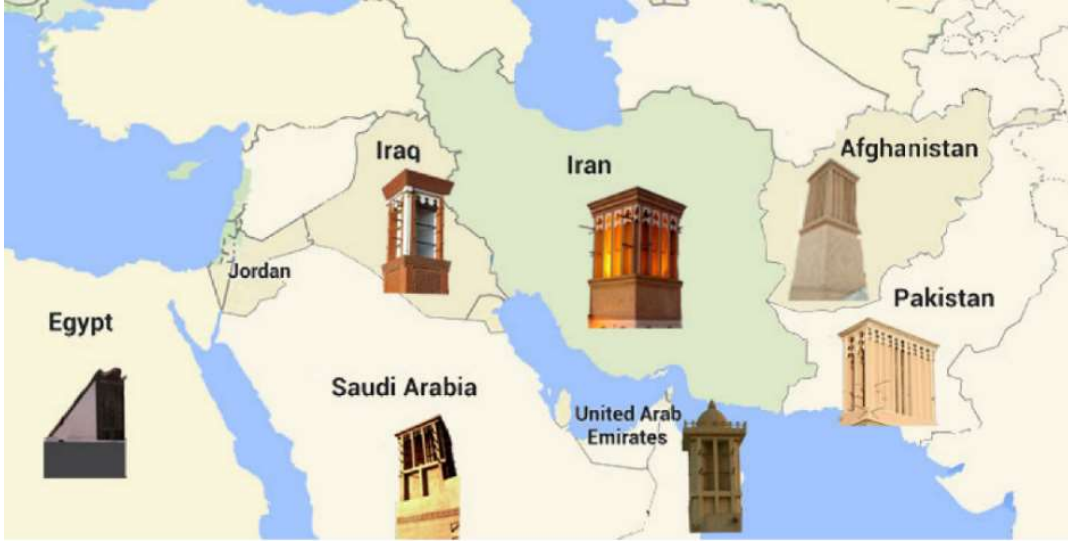 Iraq
Iran
Afghanistan
Jordan
Pakistan
Egypt
Saudi Arabia
United Arab
Emirates